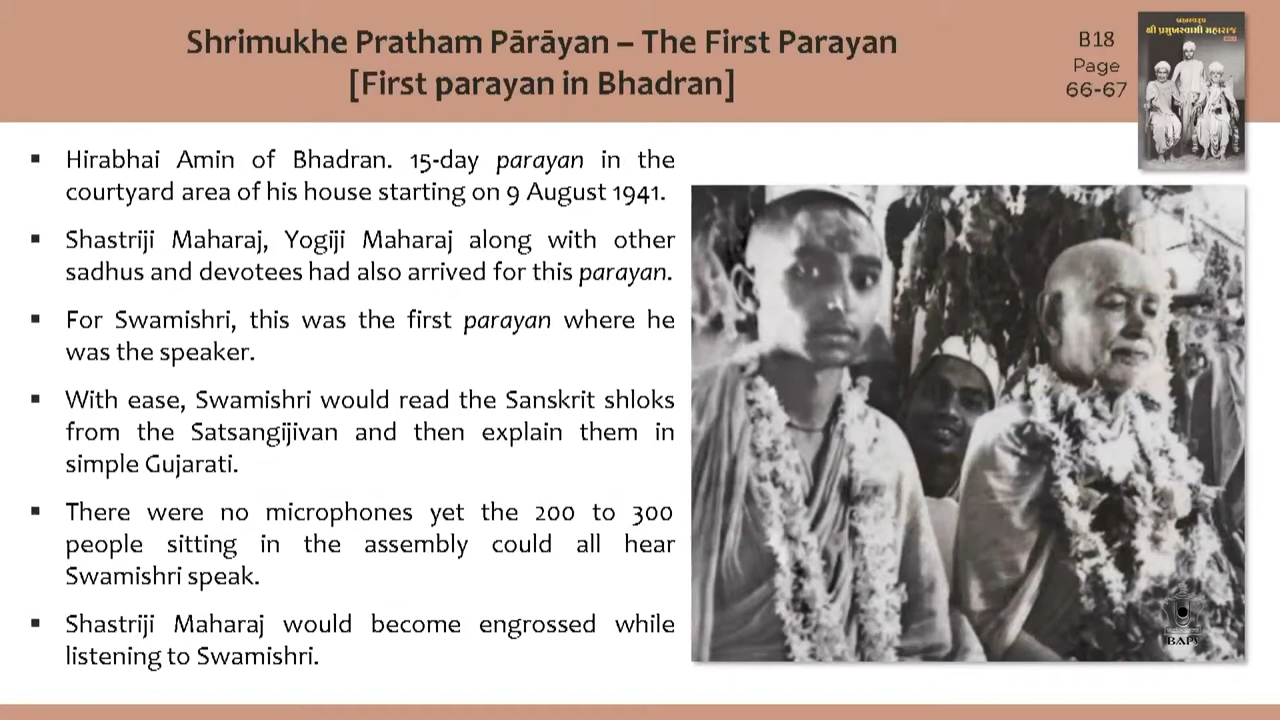 Shrimukhe Pratham Pārāyan – The First Parayan
[First parayan in Bhadran]
B18
Page
66-67
શ્રી પ્રમુખસ્વામી મહારાજ
▪ Hirabhai Amin of Bhadran. 15-day parayan in the
courtyard area of his house starting on 9 August 1941.
▪ Shastriji Maharaj, Yogiji Maharaj along with other
sadhus and devotees had also arrived for this parayan.
▪ For Swamishri, this was the first parayan where he
was the speaker.
▪ With ease, Swamishri would read the Sanskrit shloks
from the Satsangijivan and then explain them in
simple Gujarati.
▪ There were no microphones yet the 200 to 300
people sitting in the assembly could all hear
Swamishri speak.
▪ Shastriji Maharaj would become engrossed while
listening to Swamishri.
BAPS